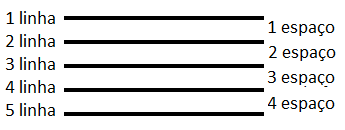 1 linha
1 espaço
2 linha
2 espaço
3 linha
3 espaço
4 linha
4 espaço
5 linha